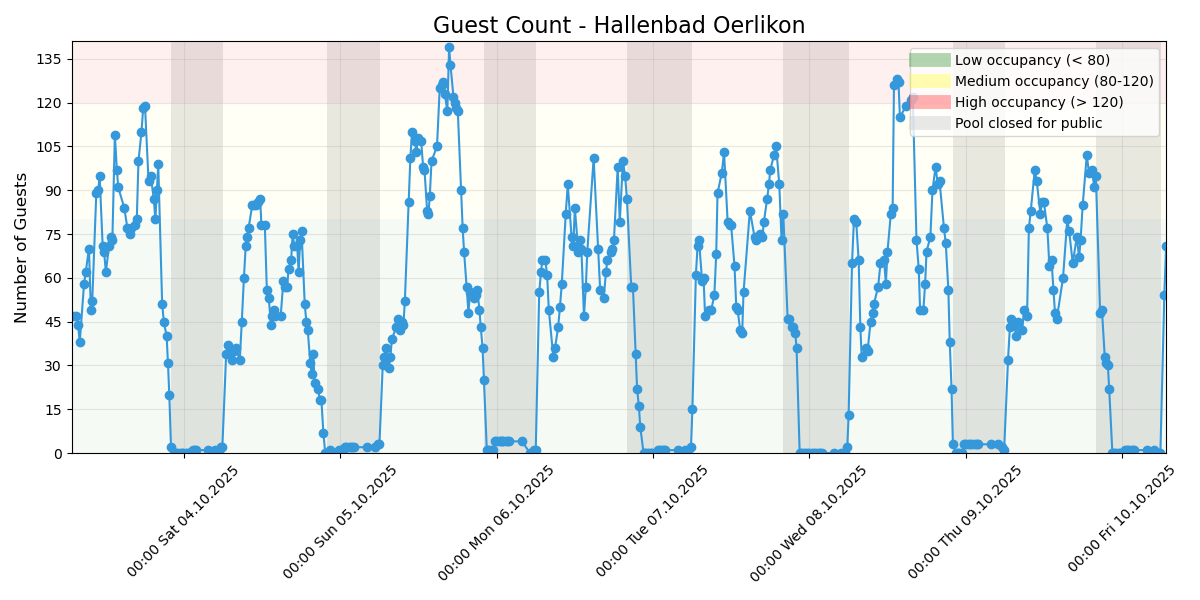 Guest Count - Hallenbad Oerlikon
Number of Guests
135
120
105
90
75
60
45
30
15
0
Low occupancy (< 80)
Medium occupancy (80-120)
High occupancy (> 120)
Pool closed for public
00:00 Sat 04.10.2025
00:00 Sun 05.10.2025
00:00 Mon 06.10.2025
00:00 Tue 07.10.2025
00:00 Wed 08.10.2025
00:00 Thu 09.10.2025
00:00 Fri 10.10.2025